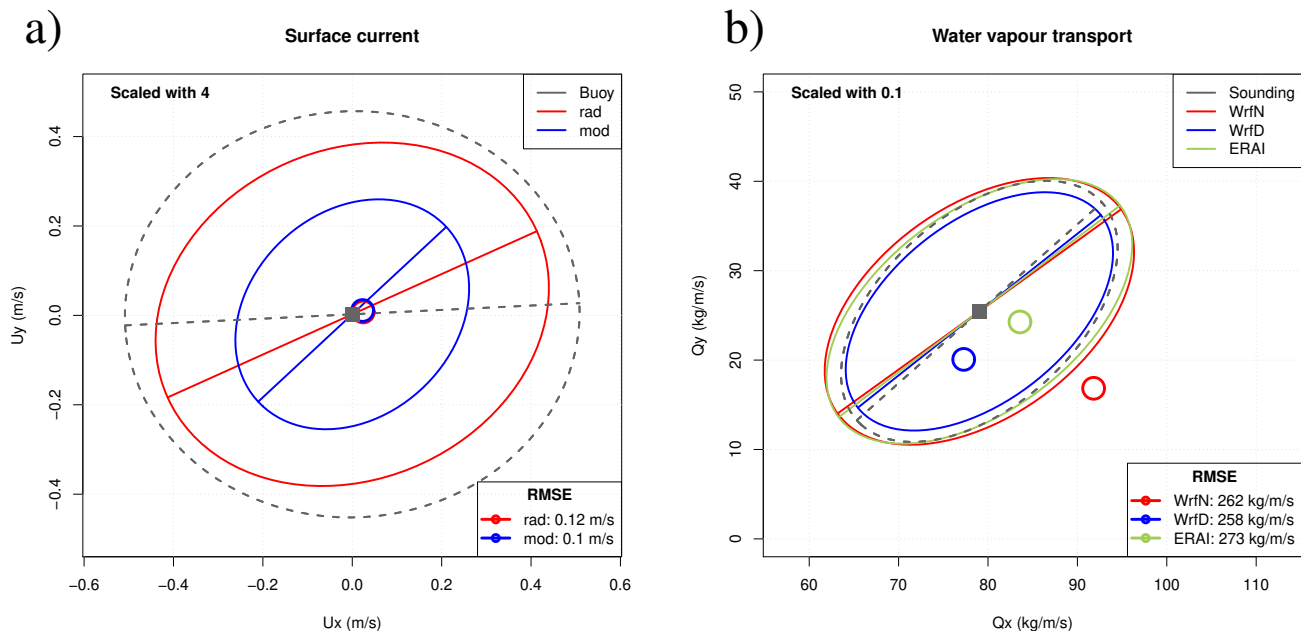 a)
Surface current
Scaled with 4
Buoy
rad
mod
0.4
0.2
0.0
−0.2
−0.4
Uy (m/s)
RMSE
rad: 0.12 m/s
mod: 0.1 m/s
−0.6 −0.4 −0.2 0.0 0.2 0.4 0.6
Ux (m/s)
b)
Water vapour transport
Scaled with 0.1
Sounding
WrfN
WrfD
ERAI
50
40
30
20
10
0
Qy (kg/m/s)
RMSE
WrfN: 262 kg/m/s
WrfD: 258 kg/m/s
ERAI: 273 kg/m/s
60 70 80 90 100 110
Qx (kg/m/s)